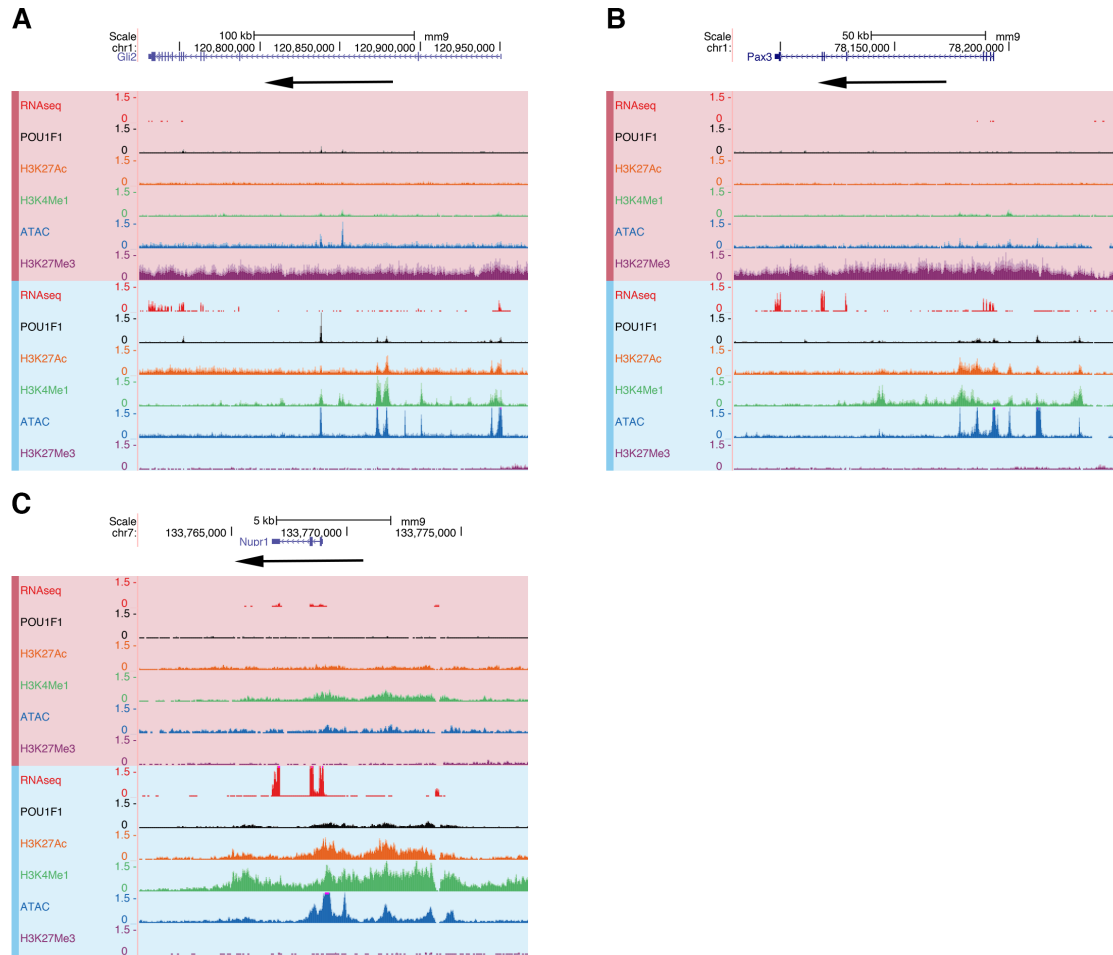 A
Scale
100 kb
mm9
chr1:
120,800,000
120,850,000
120,900,000
120,950,000
Gli2
RNAseq
1.5 -
0
POU1F1
1.5 -
0
H3K27Ac
1.5 -
0
H3K4Me1
1.5 -
0
ATAC
1.5 -
0
H3K27Me3
1.5 -
0
RNAseq
1.5 -
0
POU1F1
1.5 -
0
H3K27Ac
1.5 -
0
H3K4Me1
1.5 -
0
ATAC
1.5 -
0
H3K27Me3
1.5 -
0
B
Scale
50 kb
mm9
chr1:
78,150,000
78,200,000
Pax3
RNAseq
1.5 -
0
POU1F1
1.5 -
0
H3K27Ac
1.5 -
0
H3K4Me1
1.5 -
0
ATAC
1.5 -
0
H3K27Me3
1.5 -
0
RNAseq
1.5 -
0
POU1F1
1.5 -
0
H3K27Ac
1.5 -
0
H3K4Me1
1.5 -
0
ATAC
1.5 -
0
H3K27Me3
1.5 -
0
C
Scale
5 kb
mm9
chr7:
133,765,000
133,770,000
133,775,000
Nupr1
RNAseq
1.5 -
0
POU1F1
1.5 -
0
H3K27Ac
1.5 -
0
H3K4Me1
1.5 -
0
ATAC
1.5 -
0
H3K27Me3
1.5 -
0
RNAseq
1.5 -
0
POU1F1
1.5 -
0
H3K27Ac
1.5 -
0
H3K4Me1
1.5 -
0
ATAC
1.5 -
0
H3K27Me3
1.5 -
0